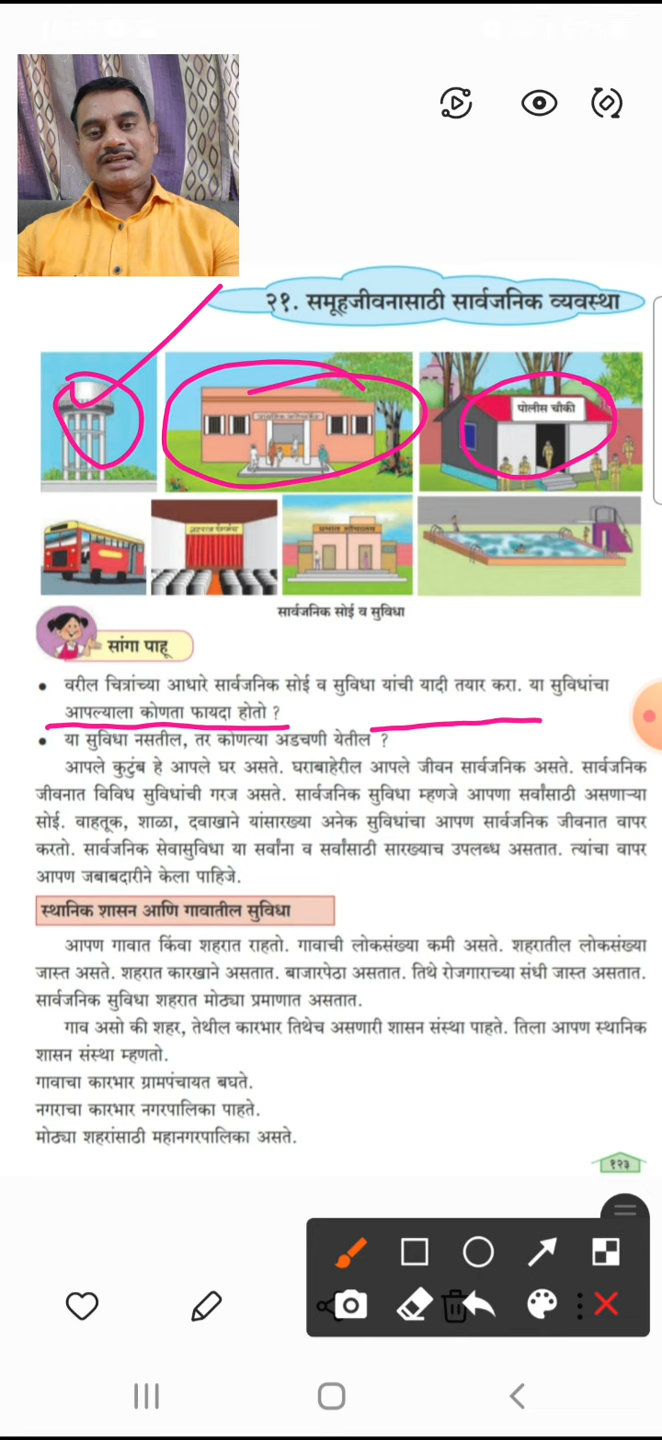 २१. समूहजीवनासाठी सार्वजनिक व्यवस्था
पोलीस चौकी
सार्वजनिक सोई व सुविधा
सांगा पाहू
• वरील चित्रांच्या आधारे सार्वजनिक सोई व सुविधा यांची यादी तयार करा. या सुविधांचा
आपल्याला कोणता फायदा होतो ?
• या सुविधा नसतील, तर कोणत्या अडचणी येतील ?
आपले कुटुंब हे आपले घर असते. घराबाहेरील आपले जीवन सार्वजनिक असते. सार्वजनिक
जीवनात विविध सुविधांची गरज असते. सार्वजनिक सुविधा म्हणजे आपणा सर्वांसाठी असणाऱ्या
सोई. वाहतूक, शाळा, दवाखाने यांसारख्या अनेक सुविधांचा आपण सार्वजनिक जीवनात वापर
करतो. सार्वजनिक सेवासुविधा या सर्वांना व सर्वांसाठी सारख्याच उपलब्ध असतात. त्यांचा वापर
आपण जबाबदारीने केला पाहिजे.
स्थानिक शासन आणि गावातील सुविधा
आपण गावात किंवा शहरात राहतो. गावाची लोकसंख्या कमी असते. शहरातील लोकसंख्या
जास्त असते. शहरात कारखाने असतात. बाजारपेठा असतात. तिथे रोजगाराच्या संधी जास्त असतात.
सार्वजनिक सुविधा शहरात मोठ्या प्रमाणात असतात.
गाव असो की शहर, तेथील कारभार तिथेच असणारी शासन संस्था पाहते. तिला आपण स्थानिक
शासन संस्था म्हणतो.
गावाचा कारभार ग्रामपंचायत बघते.
नगराचा कारभार नगरपालिका पाहते.
मोठ्या शहरांसाठी महानगरपालिका असते.
१२३